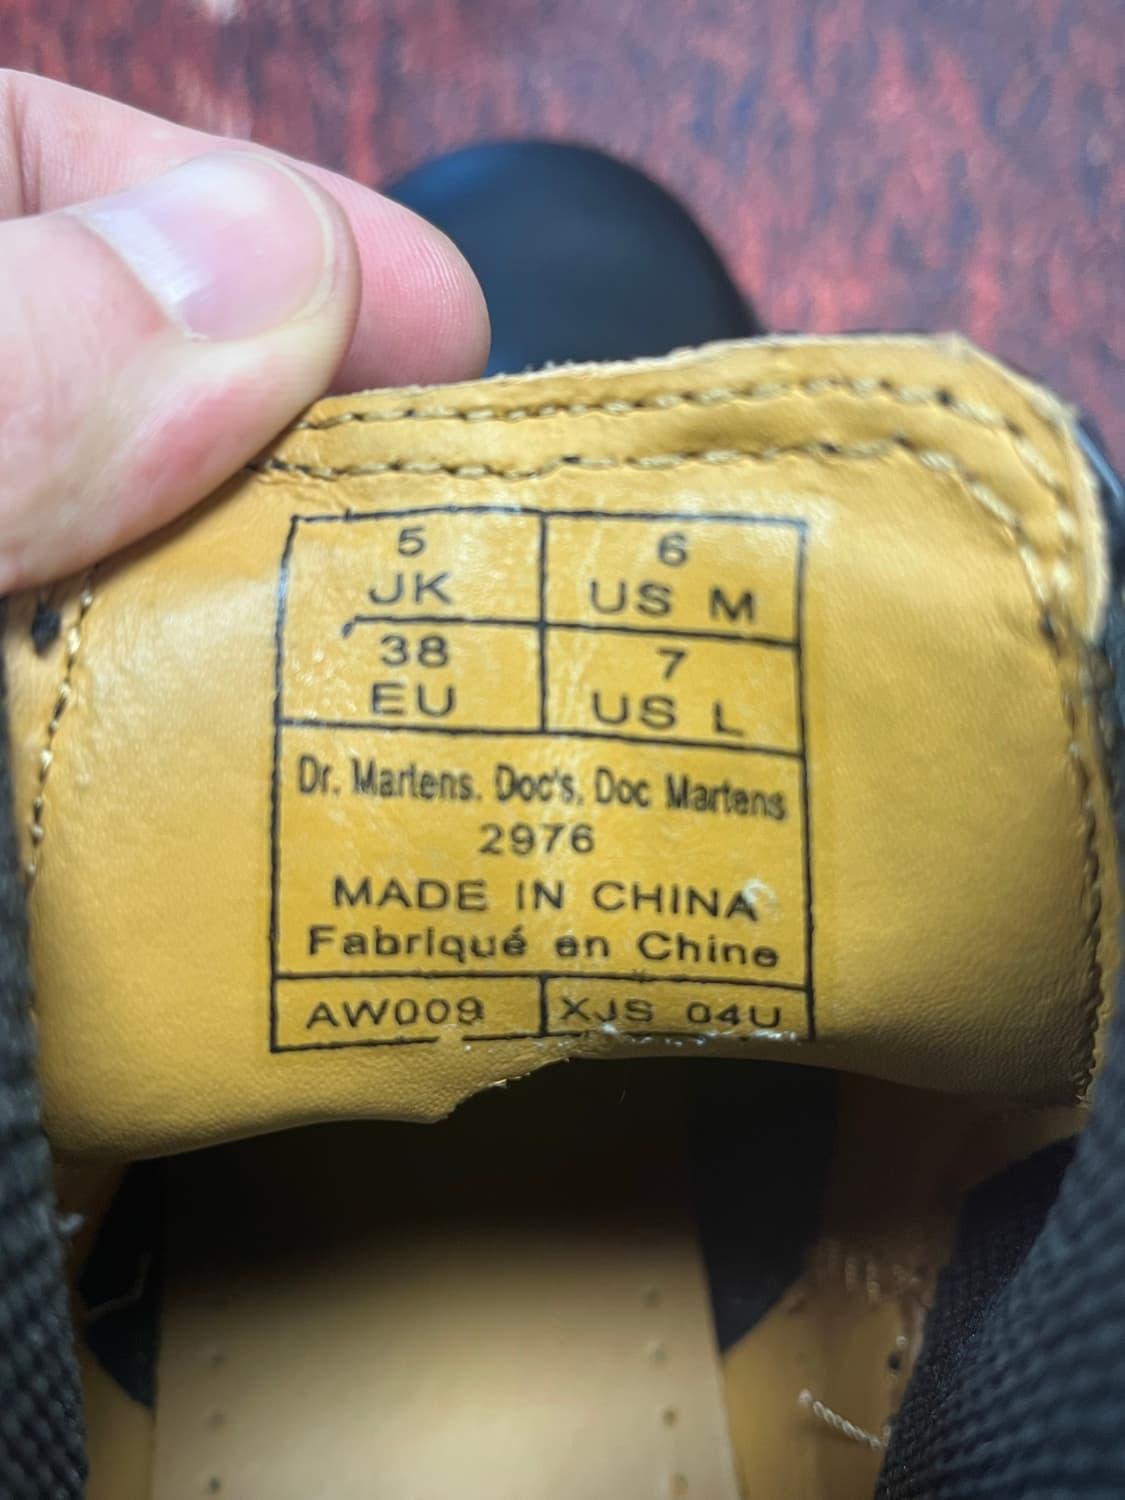 5
JK
6
US M
38
EU
7
US L
Dr. Martens. Doc's, Doc Martens
2976
MADE IN CHINA
Fabriqué en Chine
AW009
XJS 04U